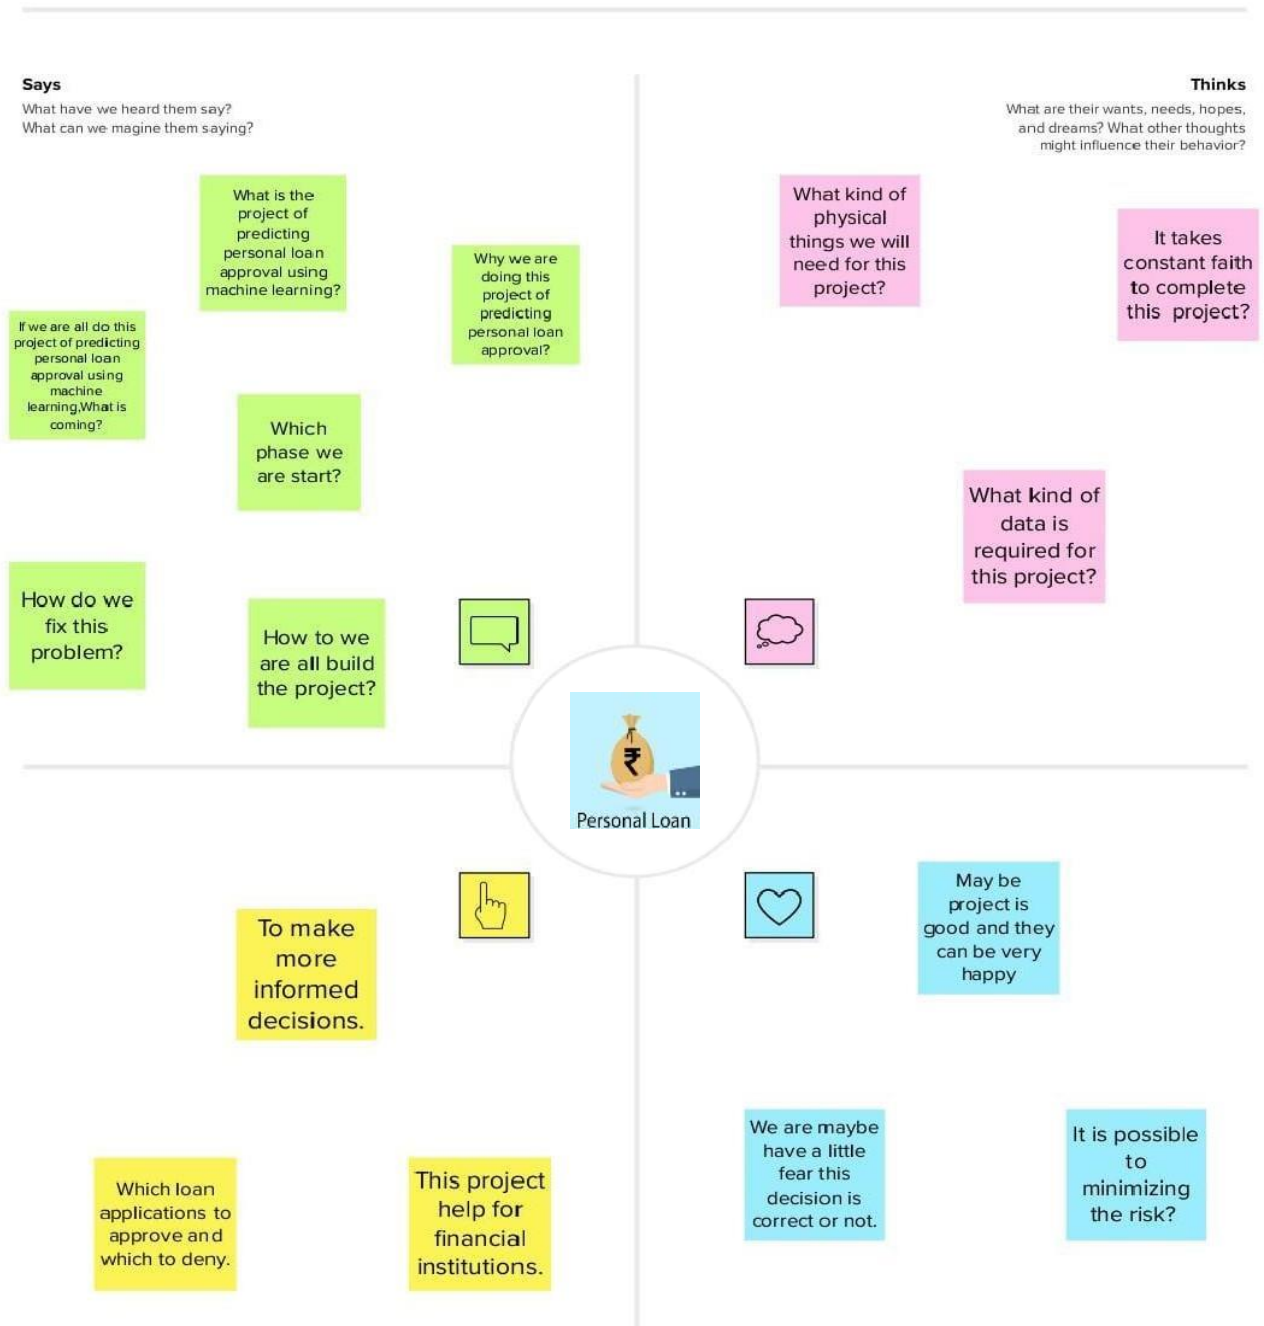 Says
What have we heard them say?
What can we magine them saying?
Thinks
What are their wants, needs, hopes,
and dreams? What other thoughts
might influence their behavior?
What is the
project of
predicting
personal loan
approval using
machine learning?
Why we are
doing this
project of
predicting
personal loan
approval?
If we are all do this
project of predicting
personal loan
approval using
machine
learning,What is
coming?
Which
phase we
are start?
How do we
fix this
problem?
How to we
are all build
the project?
What kind of
physical
things we will
need for this
project?
It takes
constant faith
to complete
this project?
What kind of
data is
required for
this project?
₹
Personal Loan
To make
more
informed
decisions.
Which loan
applications to
approve and
which to deny.
This project
help for
financial
institutions.
May be
project is
good and they
can be very
happy
We are maybe
have a little
fear this
decision is
correct or not.
It is possible
to
minimizing
the risk?